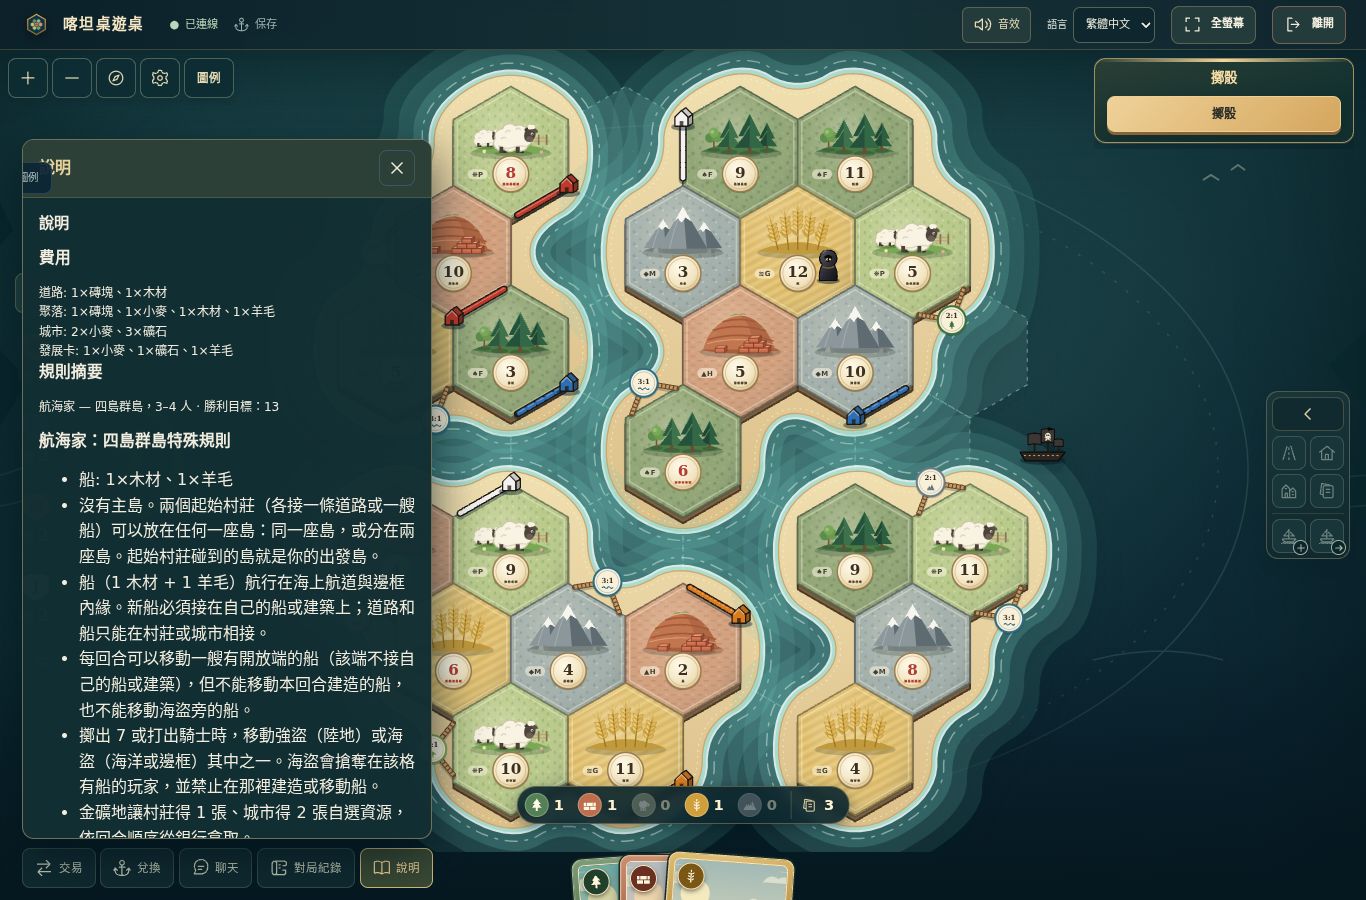 喀坦桌遊桌
已連線
保存
音效
語言
繁體中文
全螢幕
離開
圖例
擲骰
擲骰
說明
圖例
說明
費用
道路: 1×磚塊、1×木材
聚落: 1×磚塊、1×小麥、1×木材、1×羊毛
城市: 2×小麥、3×礦石
發展卡: 1×小麥、1×礦石、1×羊毛
規則摘要
航海家 — 四島群島，3–4 人 · 勝利目標：13
航海家：四島群島特殊規則
• 船: 1×木材、1×羊毛
• 沒有主島。兩個起始村莊（各接一條道路或一艘
船）可以放在任何一座島：同一座島，或分在兩
座島。起始村莊碰到的島就是你的出發島。
• 船（1 木材 + 1 羊毛）航行在海上航道與邊框
內緣。新船必須接在自己的船或建築上；道路和
船只能在村莊或城市相接。
• 每回合可以移動一艘有開放端的船（該端不接自
己的船或建築），但不能移動本回合建造的船，
也不能移動海盜旁的船。
• 擲出 7 或打出騎士時，移動強盜（陸地）或海
盜（海洋或邊框）其中之一。海盜會搶奪在該格
有船的玩家，並禁止在那裡建造或移動船。
• 金礦地讓村莊得 1 張、城市得 2 張自選資源，
依回合順序從銀行拿取。
P 8
F 9
F 11
10
M 3
G 12
P 5
2:1
F 3
H 5
M 10
3:1
3:1
F 6
2:1
P 9
F 9
P 11
3:1
3:1
6
M 4
H 2
M 8
:1
P 10
G 11
G 4
1 1 0 1 0 3
交易
兌換
聊天
對局紀錄
說明